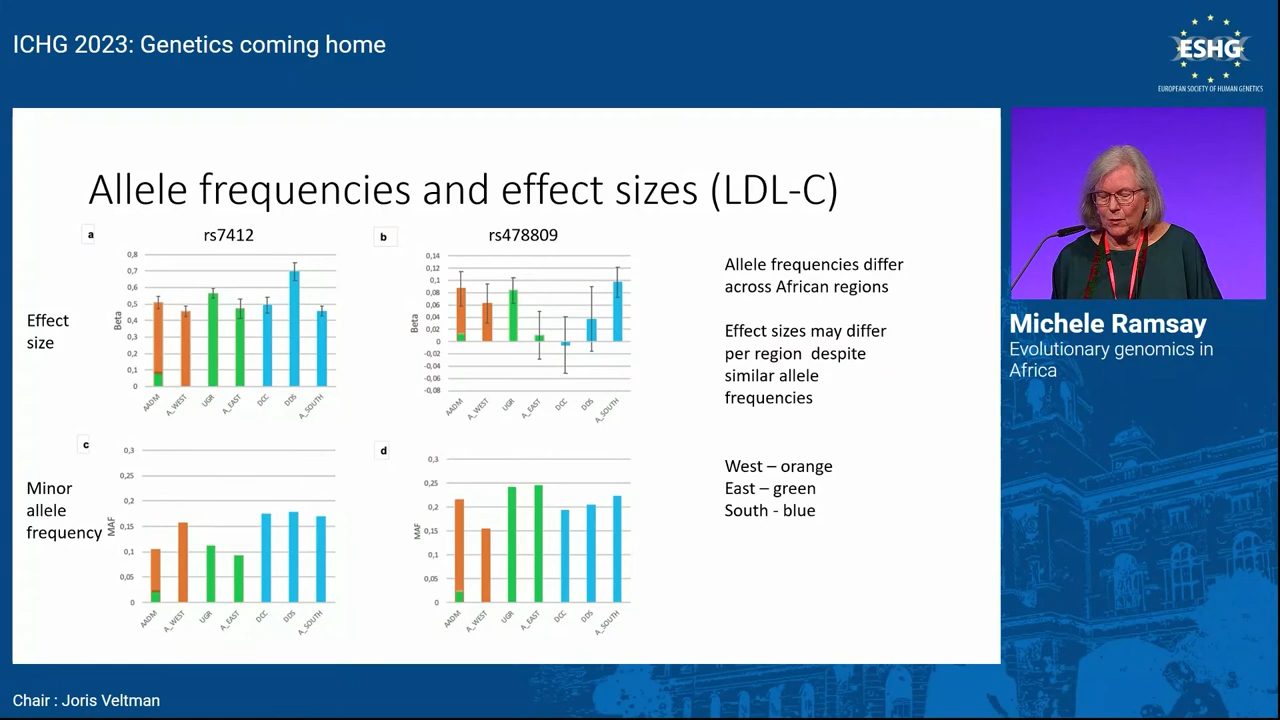 ICHG 2023: Genetics coming home
ESHG
EUROPEAN SOCIETY OF HUMAN GENETICS
Allele frequencies and effect sizes (LDL-C)
a
rs7412
b
rs478809
Effect
size
Beta
0,8
0,7
0,6
0,5
0,4
0,3
0,2
0,1
0
AADM
A_WEST
UGR
A_EAST
DCC
DDS
A_SOUTH
Beta
0,14
0,12
0,1
0,08
0,06
0,04
0,02
0
-0,02
-0,04
-0,06
-0,08
AADM
A_WEST
UGR
A_EAST
DCC
DDS
A_SOUTH
Allele frequencies differ
across African regions
Effect sizes may differ
per region despite
similar allele
frequencies
c
d
Minor
allele
frequency
MAF
0,3
0,25
0,2
0,15
0,1
0,05
0
AADM
A_WEST
UGR
A_EAST
DCC
DDS
A_SOUTH
MAF
0,3
0,25
0,2
0,15
0,1
0,05
0
AADM
A_WEST
UGR
A_EAST
DCC
DDS
A_SOUTH
West – orange
East – green
South - blue
Michele Ramsay
Evolutionary genomics in
Africa
Chair : Joris Veltman